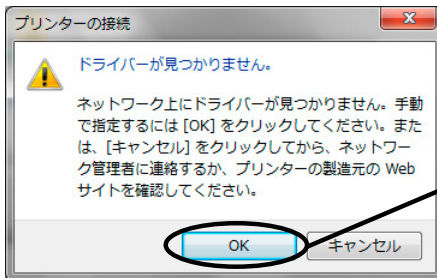 プリンターの接続
ドライバーが見つかりません。
ネットワーク上にドライバーが見つかりません。手動
で指定するには [OK] をクリックしてください。また
は、[キャンセル] をクリックしてから、ネットワー
ク管理者に連絡するか、プリンターの製造元の Web
サイトを確認してください。
OK
キャンセル